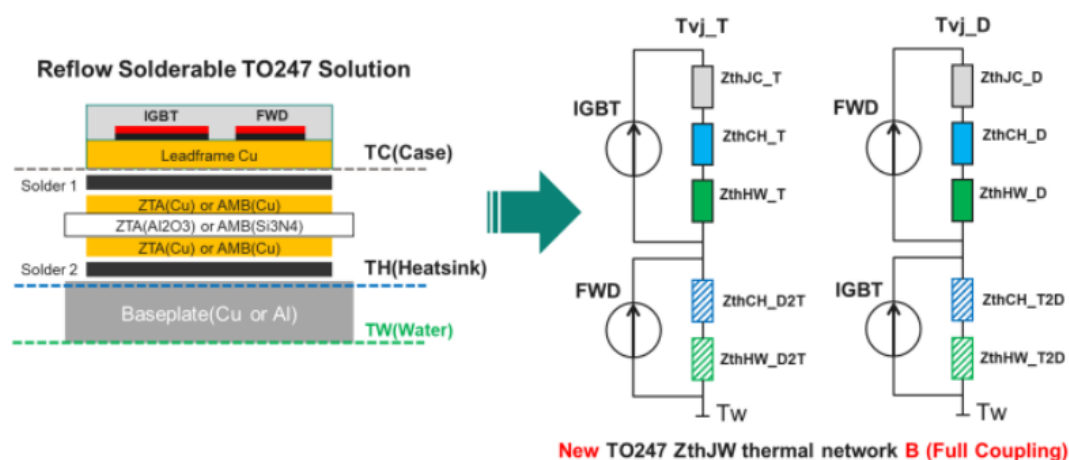 Reflow Solderable TO247 Solution
IGBT
FWD
Leadframe Cu
TC(Case)
Solder 1
ZTA(Cu) or AMB(Cu)
ZTA(Al2O3) or AMB(Si3N4)
ZTA(Cu) or AMB(Cu)
Solder 2
TH(Heatsink)
Baseplate(Cu or Al)
TW(Water)
Tvj_T
ZthJC_T
IGBT
ZthCH_T
ZthHW_T
FWD
ZthCH_D2T
ZthHW_D2T
Tw
Tvj_D
ZthJC_D
FWD
ZthCH_D
ZthHW_D
IGBT
ZthCH_T2D
ZthHW_T2D
Tw
New TO247 ZthJW thermal network B (Full Coupling)